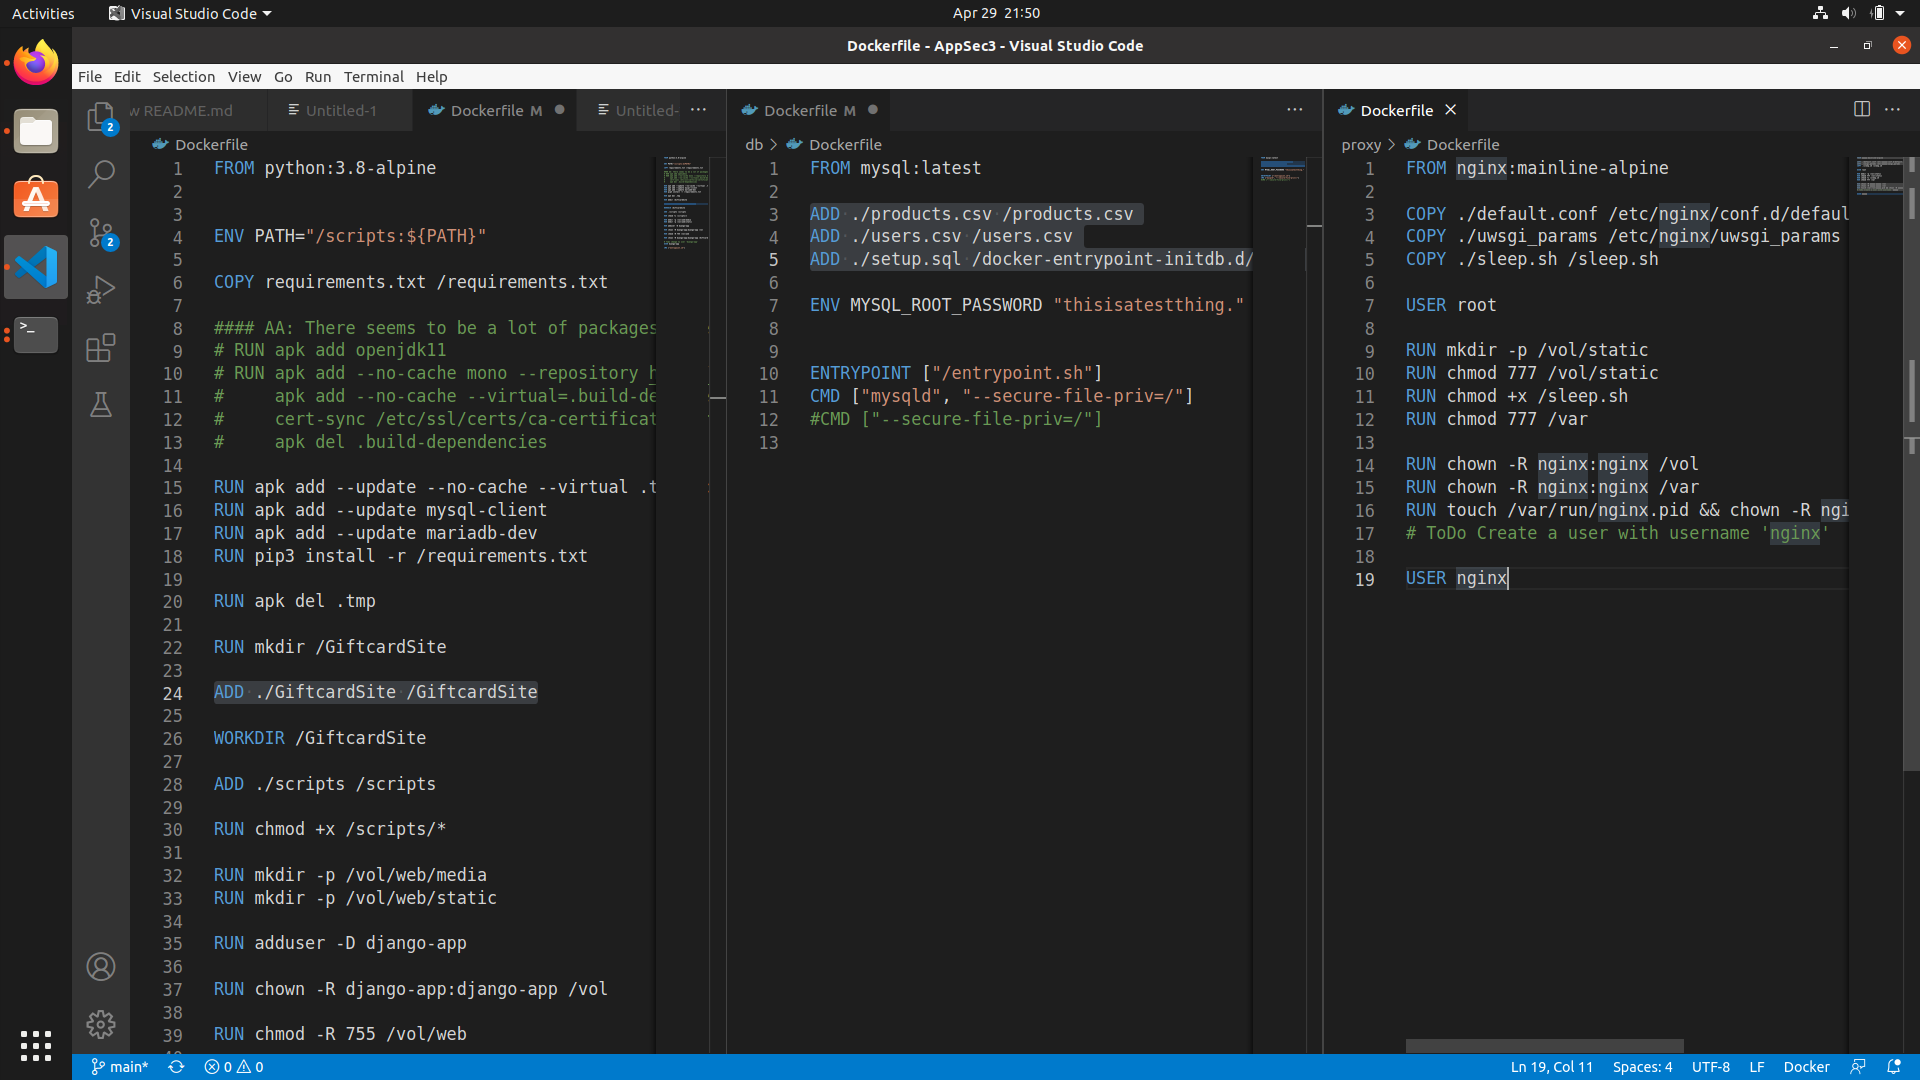 Activities
Visual Studio Code
Apr 29 21:50
Dockerfile - AppSec3 - Visual Studio Code
File Edit Selection View Go Run Terminal Help
w README.md
Untitled-1
Dockerfile M
Untitled-
2
2
Dockerfile
1 FROM python:3.8-alpine
2
3
4 ENV PATH="/scripts:${PATH}"
5
6 COPY requirements.txt /requirements.txt
7
8 #### AA: There seems to be a lot of packages
9 # RUN apk add openjdk11
10 # RUN apk add --no-cache mono --repository h
11 #     apk add --no-cache --virtual=.build-de
12 #     cert-sync /etc/ssl/certs/ca-certificat
13 #     apk del .build-dependencies
14
15 RUN apk add --update --no-cache --virtual .t
16 RUN apk add --update mysql-client
17 RUN apk add --update mariadb-dev
18 RUN pip3 install -r /requirements.txt
19
20 RUN apk del .tmp
21
22 RUN mkdir /GiftcardSite
23
24 ADD ./GiftcardSite /GiftcardSite
25
26 WORKDIR /GiftcardSite
27
28 ADD ./scripts /scripts
29
30 RUN chmod +x /scripts/*
31
32 RUN mkdir -p /vol/web/media
33 RUN mkdir -p /vol/web/static
34
35 RUN adduser -D django-app
36
37 RUN chown -R django-app:django-app /vol
38
39 RUN chmod -R 755 /vol/web
Dockerfile M
db > Dockerfile
1 FROM mysql:latest
2
3 ADD ./products.csv /products.csv
4 ADD ./users.csv /users.csv
5 ADD ./setup.sql /docker-entrypoint-initdb.d/
6
7 ENV MYSQL_ROOT_PASSWORD "thisisatestthing."
8
9
10 ENTRYPOINT ["/entrypoint.sh"]
11 CMD ["mysqld", "--secure-file-priv=/"]
12 #CMD ["--secure-file-priv=/"]
13
Dockerfile
proxy > Dockerfile
1 FROM nginx:mainline-alpine
2
3 COPY ./default.conf /etc/nginx/conf.d/defaul
4 COPY ./uwsgi_params /etc/nginx/uwsgi_params
5 COPY ./sleep.sh /sleep.sh
6
7 USER root
8
9 RUN mkdir -p /vol/static
10 RUN chmod 777 /vol/static
11 RUN chmod +x /sleep.sh
12 RUN chmod 777 /var
13
14 RUN chown -R nginx:nginx /vol
15 RUN chown -R nginx:nginx /var
16 RUN touch /var/run/nginx.pid && chown -R ngi
17 # ToDo Create a user with username 'nginx'
18
19 USER nginx
main* 0 0
Ln 19, Col 11 Spaces: 4 UTF-8 LF Docker